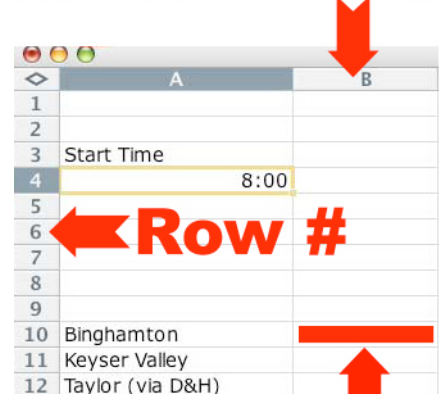 A B
1
2
3 Start Time
4 8:00
5
6 Row #
7
8
9
10 Binghamton
11 Keyser Valley
12 Taylor (via D&H)